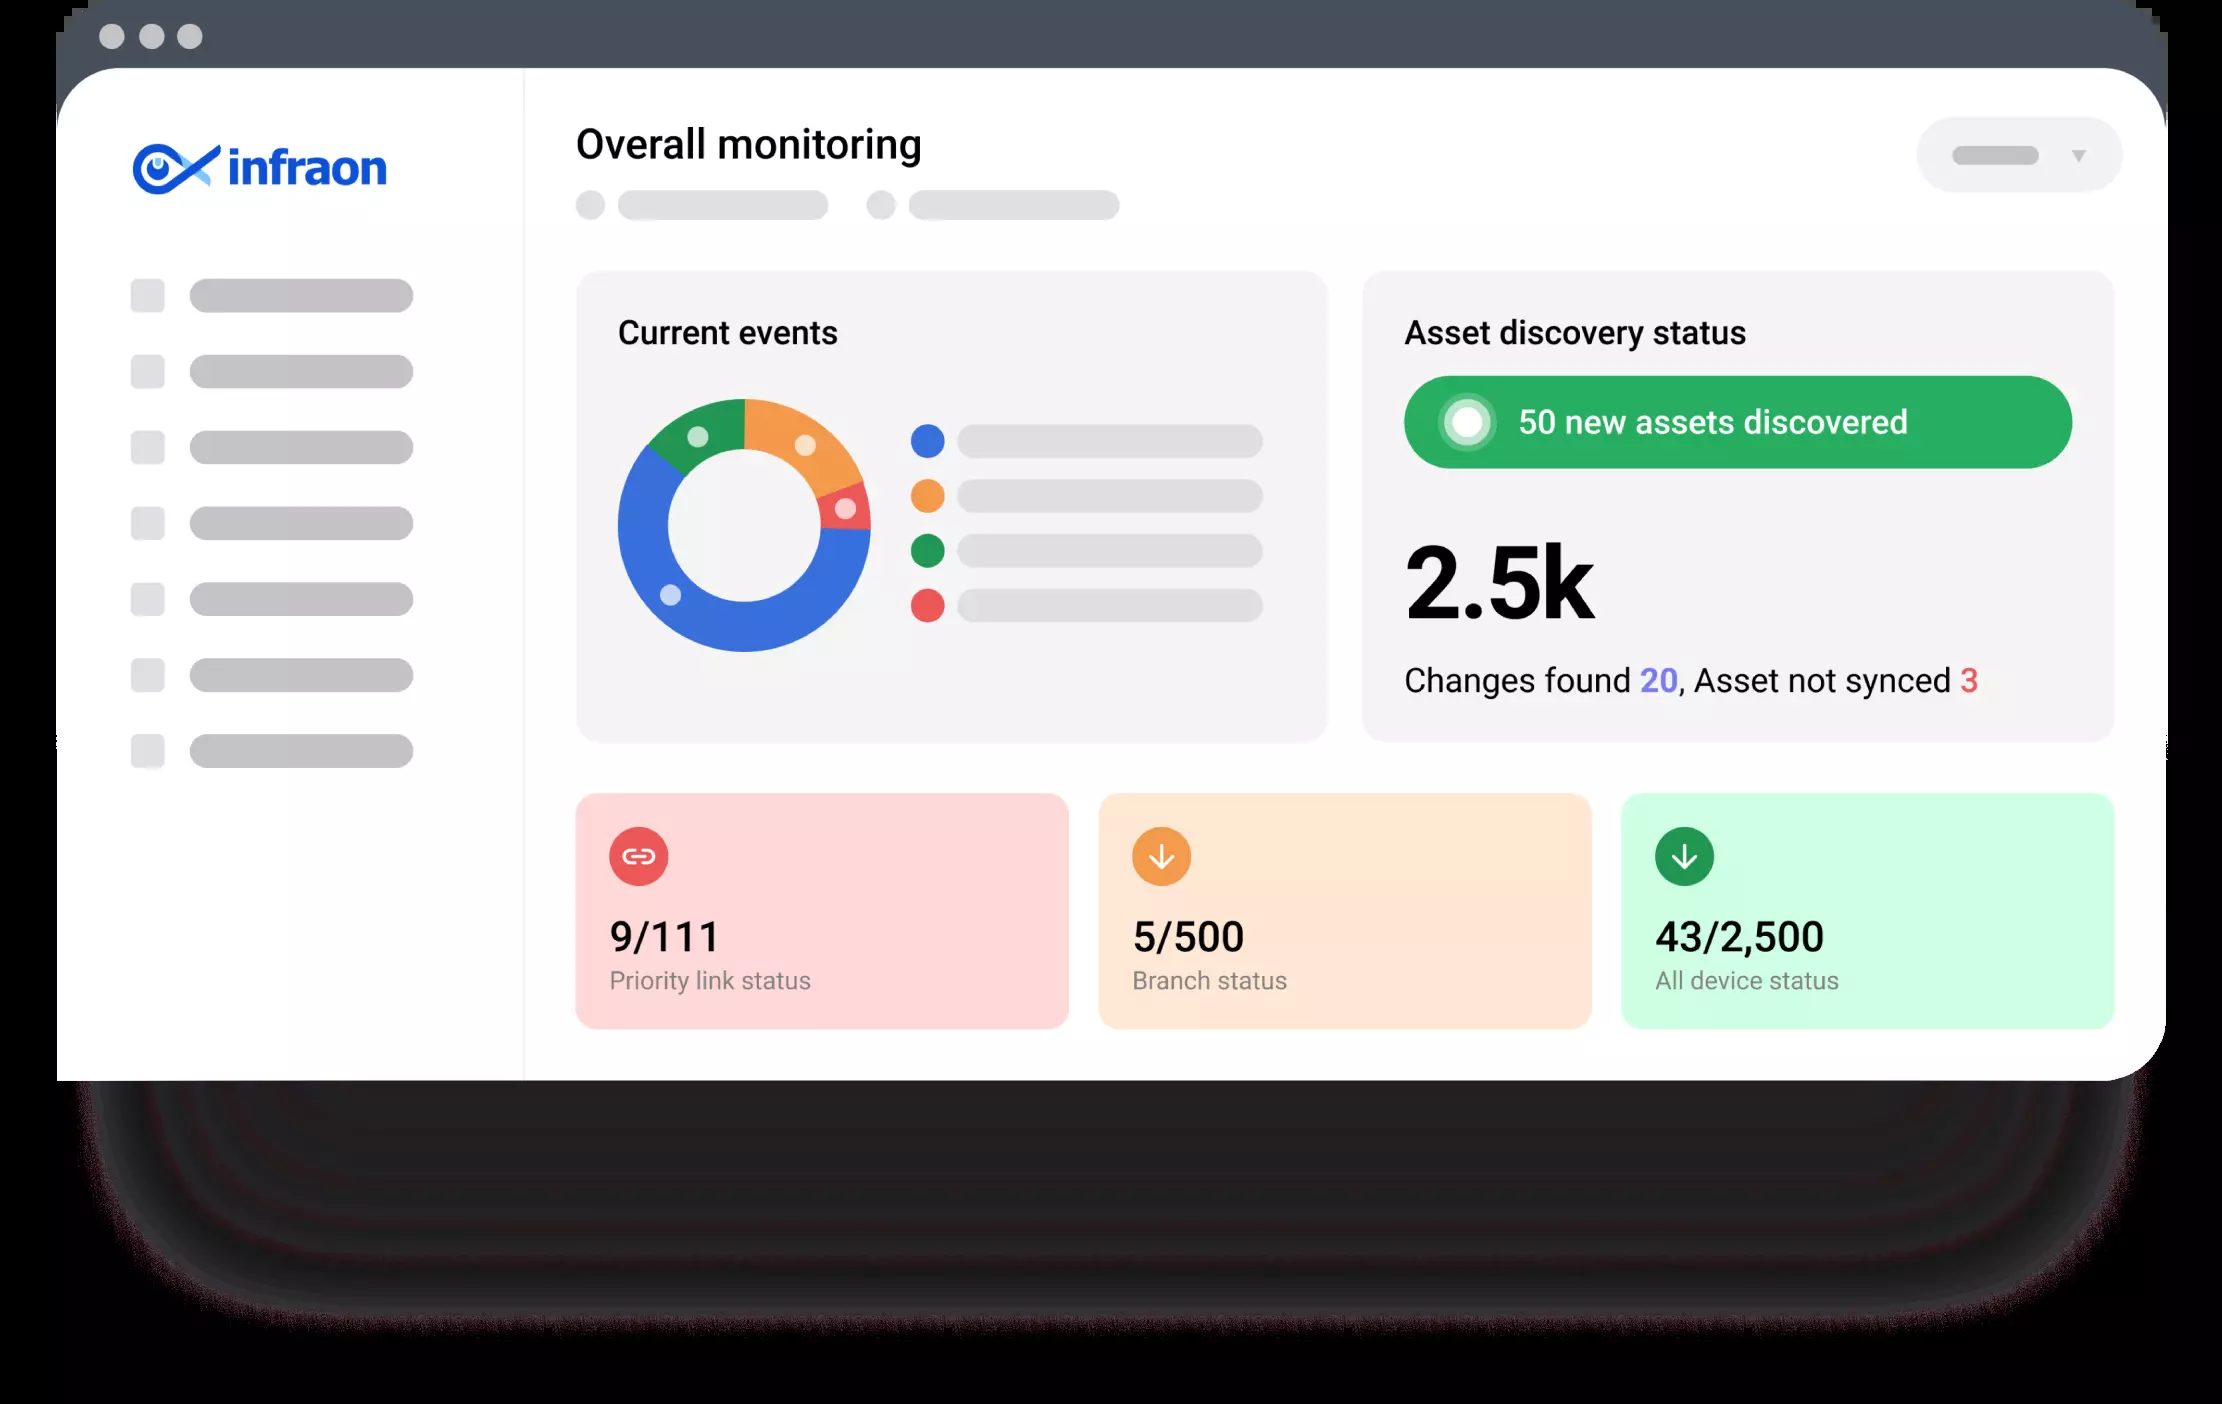 infraon
Overall monitoring
Current events
Asset discovery status
50 new assets discovered
2.5k
Changes found 20, Asset not synced 3
9/111
Priority link status
5/500
Branch status
43/2,500
All device status